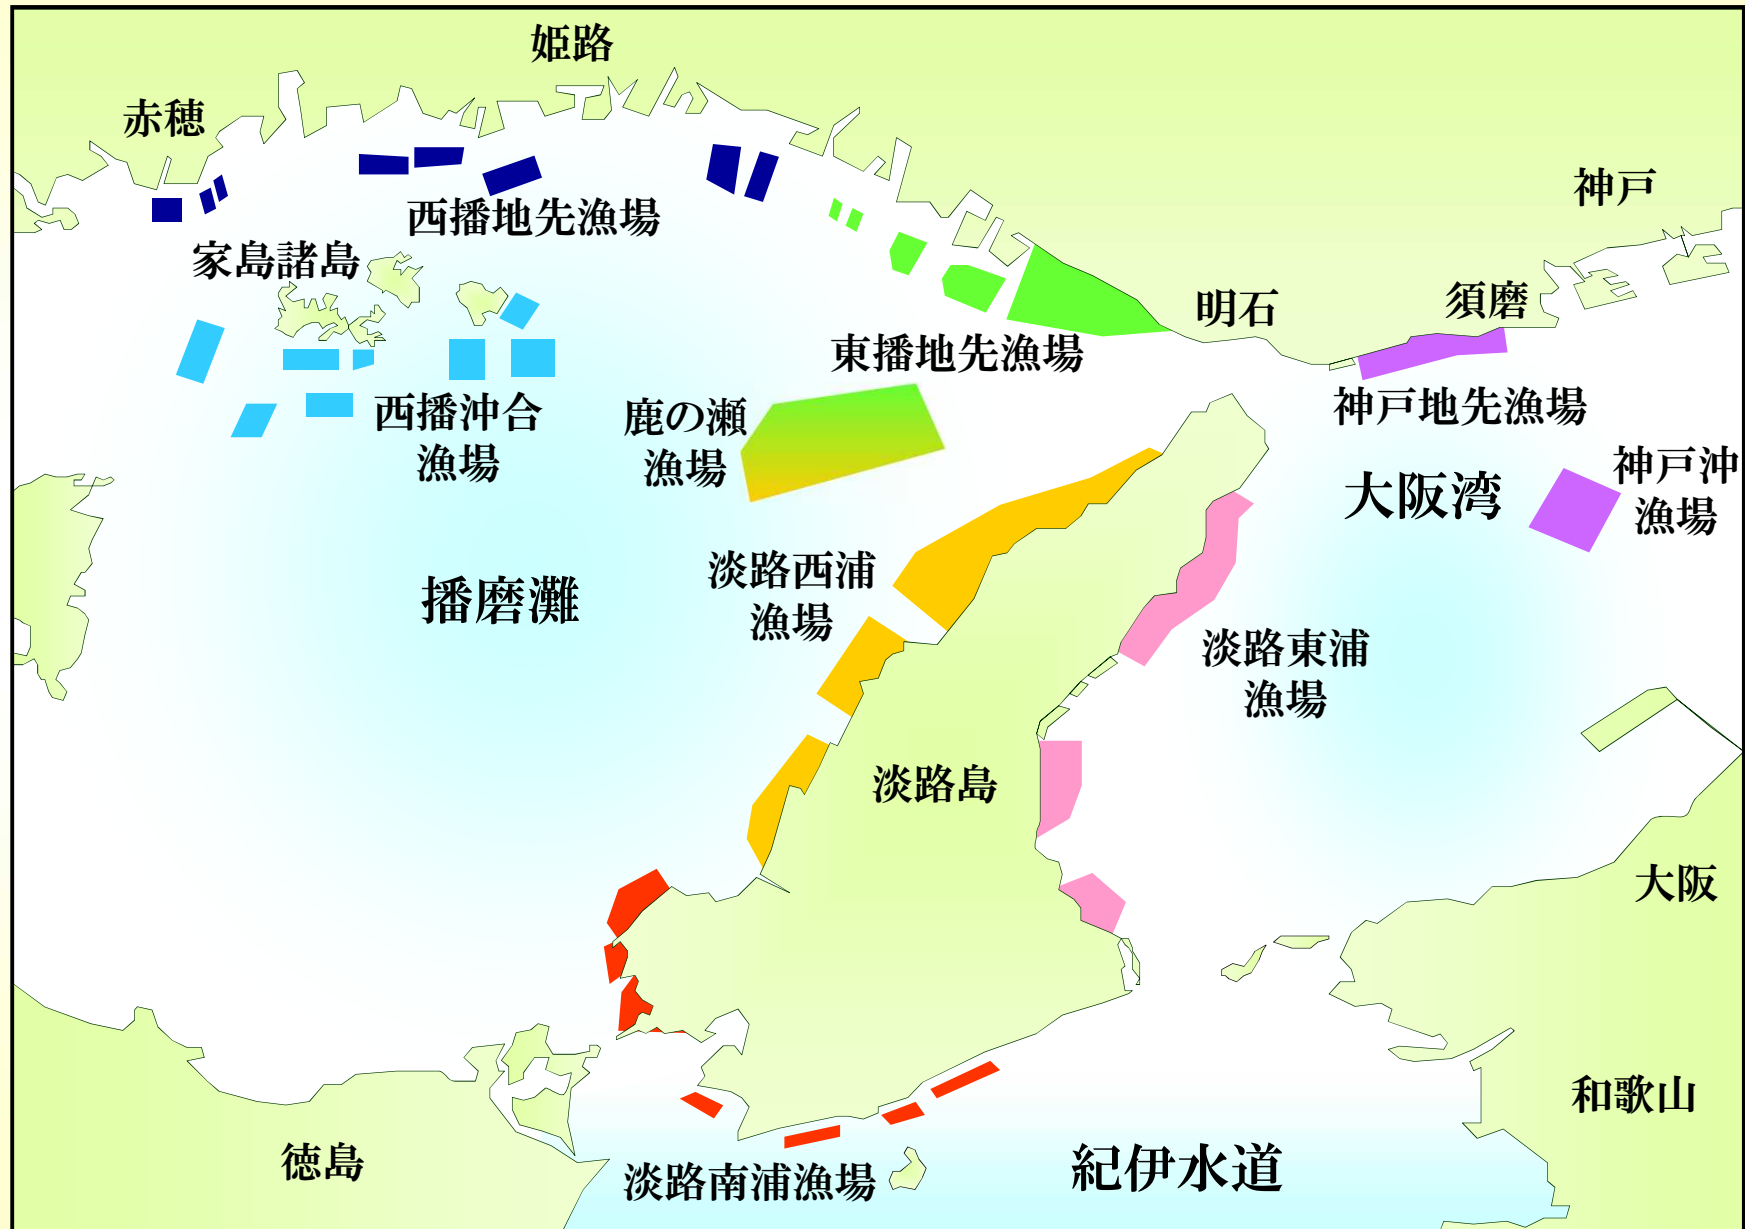 姫路
赤穂
神戸
西播地先漁場
家島諸島
明石
須磨
東播地先漁場
西播沖合
漁場
鹿の瀬
漁場
神戸地先漁場
大阪湾
神戸沖
漁場
播磨灘
淡路西浦
漁場
淡路東浦
漁場
淡路島
大阪
和歌山
徳島
淡路南浦漁場
紀伊水道